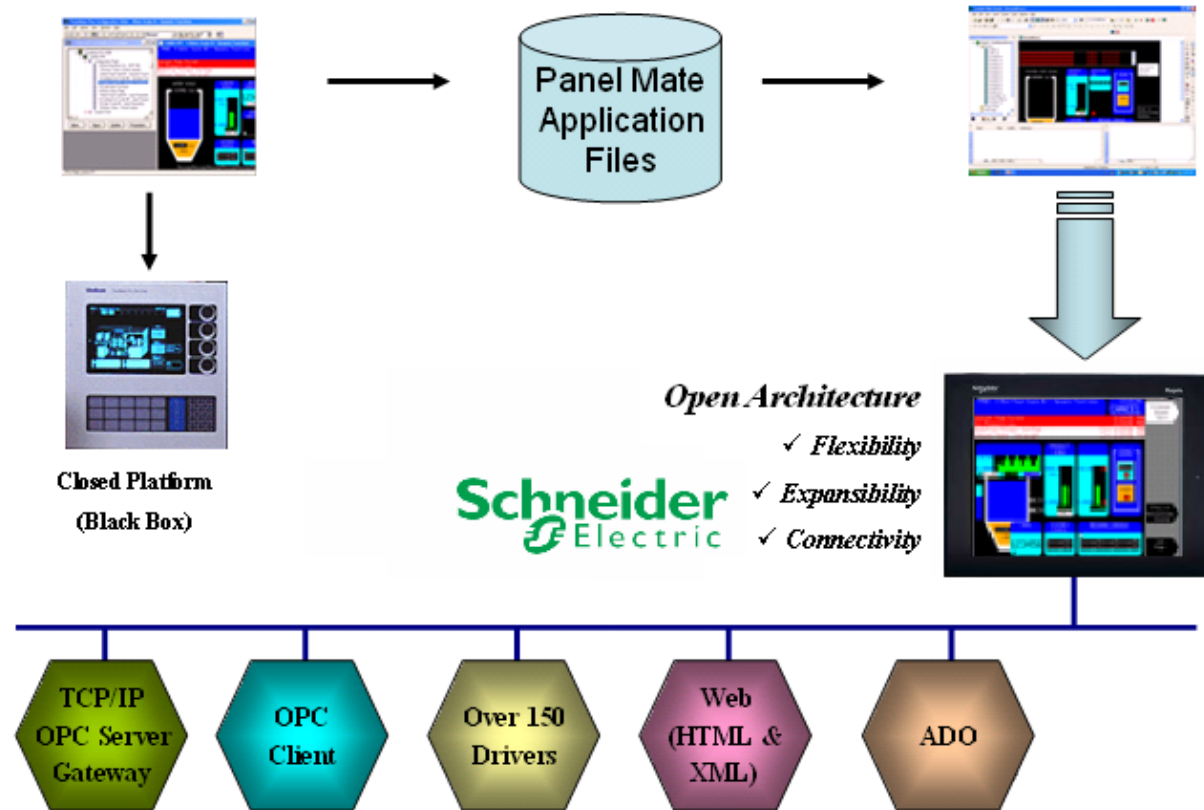 Panel Mate
Application
Files
Closed Platform
(Black Box)
Open Architecture
✓ Flexibility
✓ Expansibility
✓ Connectivity
Schneider
Electric
TCP/IP
OPC Server
Gateway
OPC
Client
Over 150
Drivers
Web
(HTML &
XML)
ADO